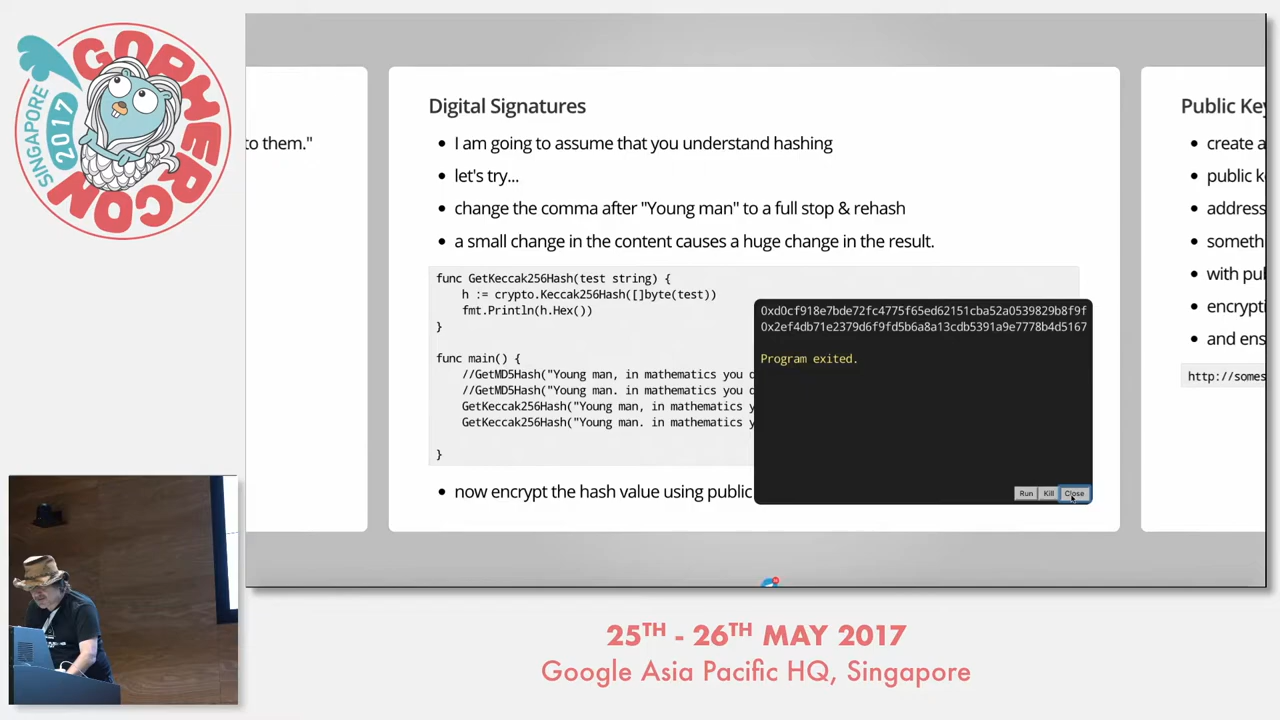 GOPHERCON
SINGAPORE
2017
to them."
Digital Signatures
• I am going to assume that you understand hashing
• let's try...
• change the comma after "Young man" to a full stop & rehash
• a small change in the content causes a huge change in the result.
func GetKeccak256Hash(test string) {
h := crypto.Keccak256Hash([]byte(test))
fmt.Println(h.Hex())
}
func main() {
//GetMD5Hash("Young man, in mathematics you d
//GetMD5Hash("Young man. in mathematics you d
GetKeccak256Hash("Young man, in mathematics y
GetKeccak256Hash("Young man. in mathematics y
}
• now encrypt the hash value using public
0xd0cf918e7bde72fc4775f65ed62151cba52a0539829b8f9f
0x2ef4db71e2379d6f9fd5b6a8a13cdb5391a9e7778b4d5167
Program exited.
Run Kill Close
Public Key
• create a
• public k
• address
• someth
• with pub
• encrypti
• and ens
http://somes
25TH - 26TH MAY 2017
Google Asia Pacific HQ, Singapore